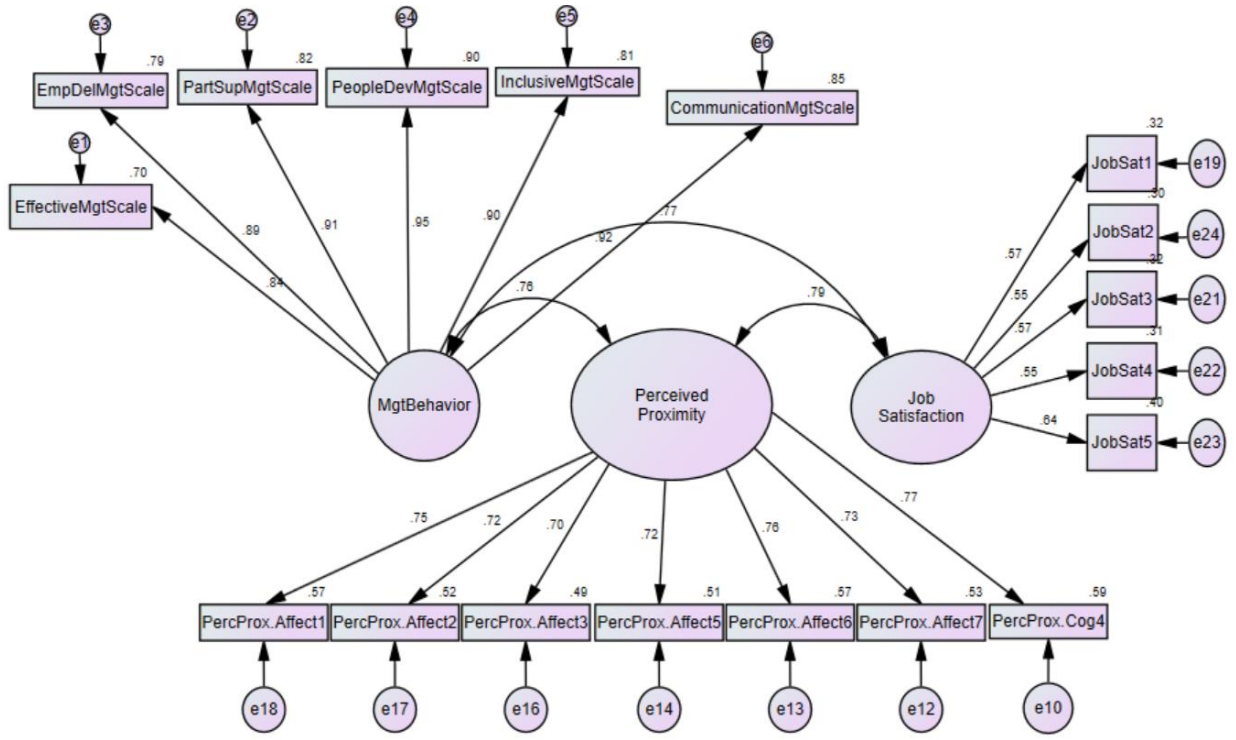 e3
e2
e4
e5
e6
.79
.82
.90
.81
.85
EmpDelMgtScale
PartSupMgtScale
PeopleDevMgtScale
InclusiveMgtScale
CommunicationMgtScale
e1
.70
EffectiveMgtScale
.32
JobSat1
e19
.30
JobSat2
e24
.32
JobSat3
e21
.31
JobSat4
e22
.40
JobSat5
e23
.84
.89
.91
.95
.90
.92
.77
.76
.79
.57
.55
.57
.55
.64
MgtBehavior
Perceived
Proximity
Job
Satisfaction
.75
.72
.70
.72
.76
.73
.77
.57
.52
.49
.51
.57
.53
.59
PercProx.Affect1
PercProx.Affect2
PercProx.Affect3
PercProx.Affect5
PercProx.Affect6
PercProx.Affect7
PercProx.Cog4
e18
e17
e16
e14
e13
e12
e10